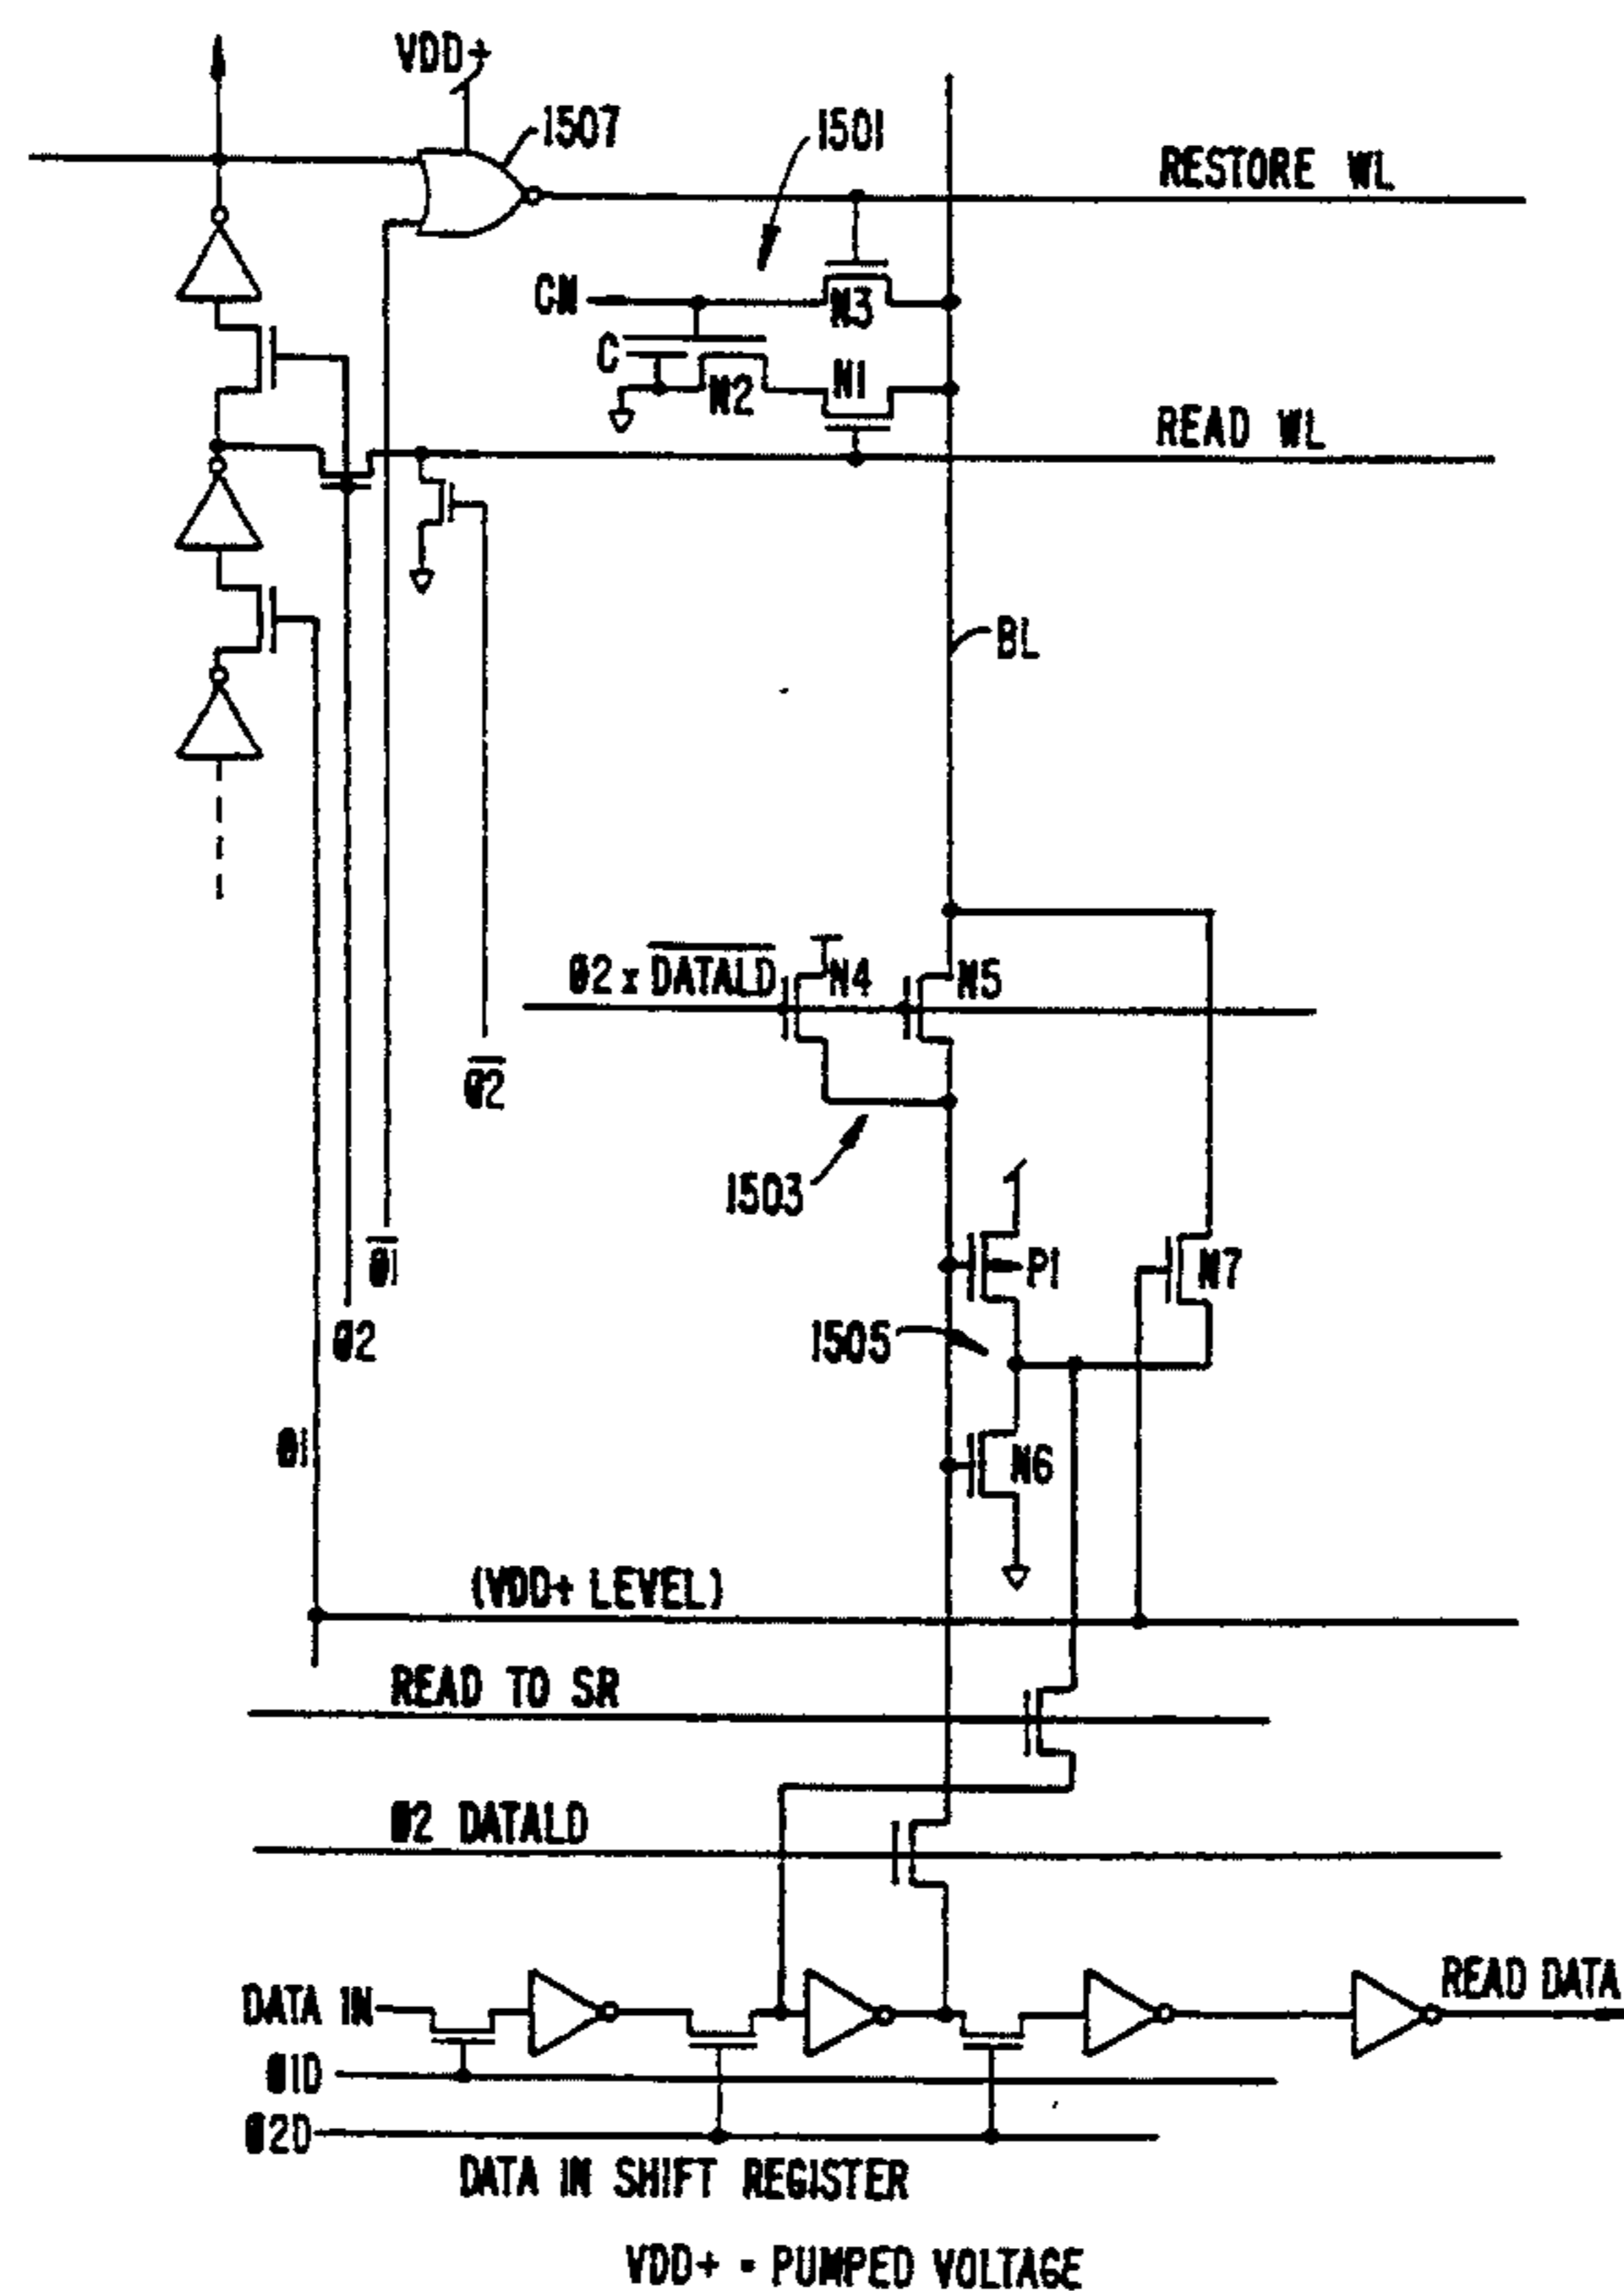 VDD+
1507
1501
RESTORE WL
CN
N3
C
N2
N1
READ WL
BL
Ø2 x DATALD
N4
N5
Ø2
1503
Ø1
P1
N7
Ø2
1505
Ø1
N6
(VDD+ LEVEL)
READ TO SR
Ø2 DATALD
DATA IN
READ DATA
Ø1D
Ø2D
DATA IN SHIFT REGISTER
VDD+ = PUMPED VOLTAGE